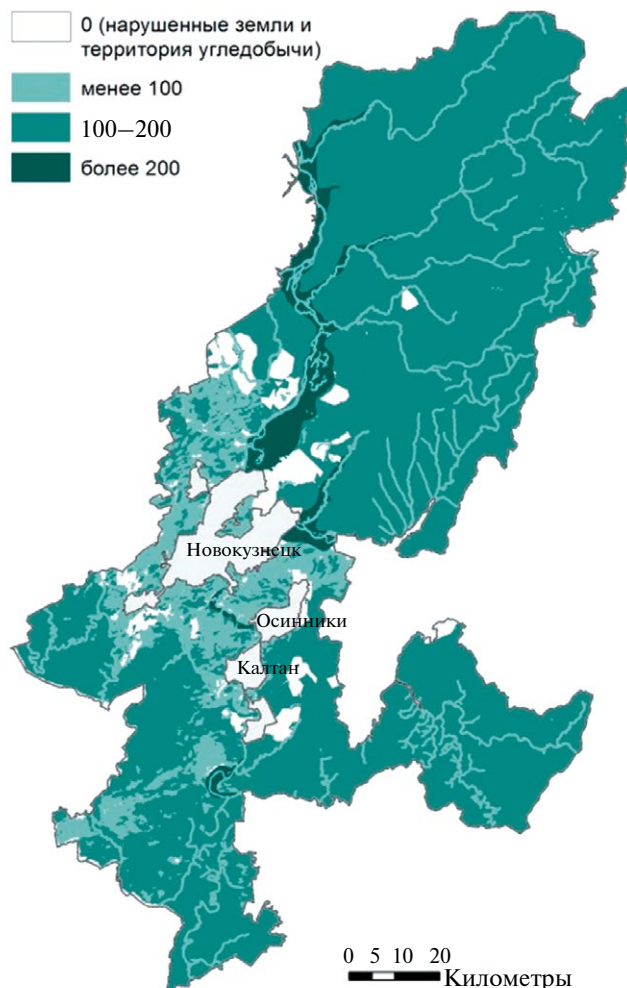 0 (нарушенные земли и
территория угледобычи)
менее 100
100–200
более 200
Новокузнецк
Осинники
Калтан
0 5 10 20
Километры